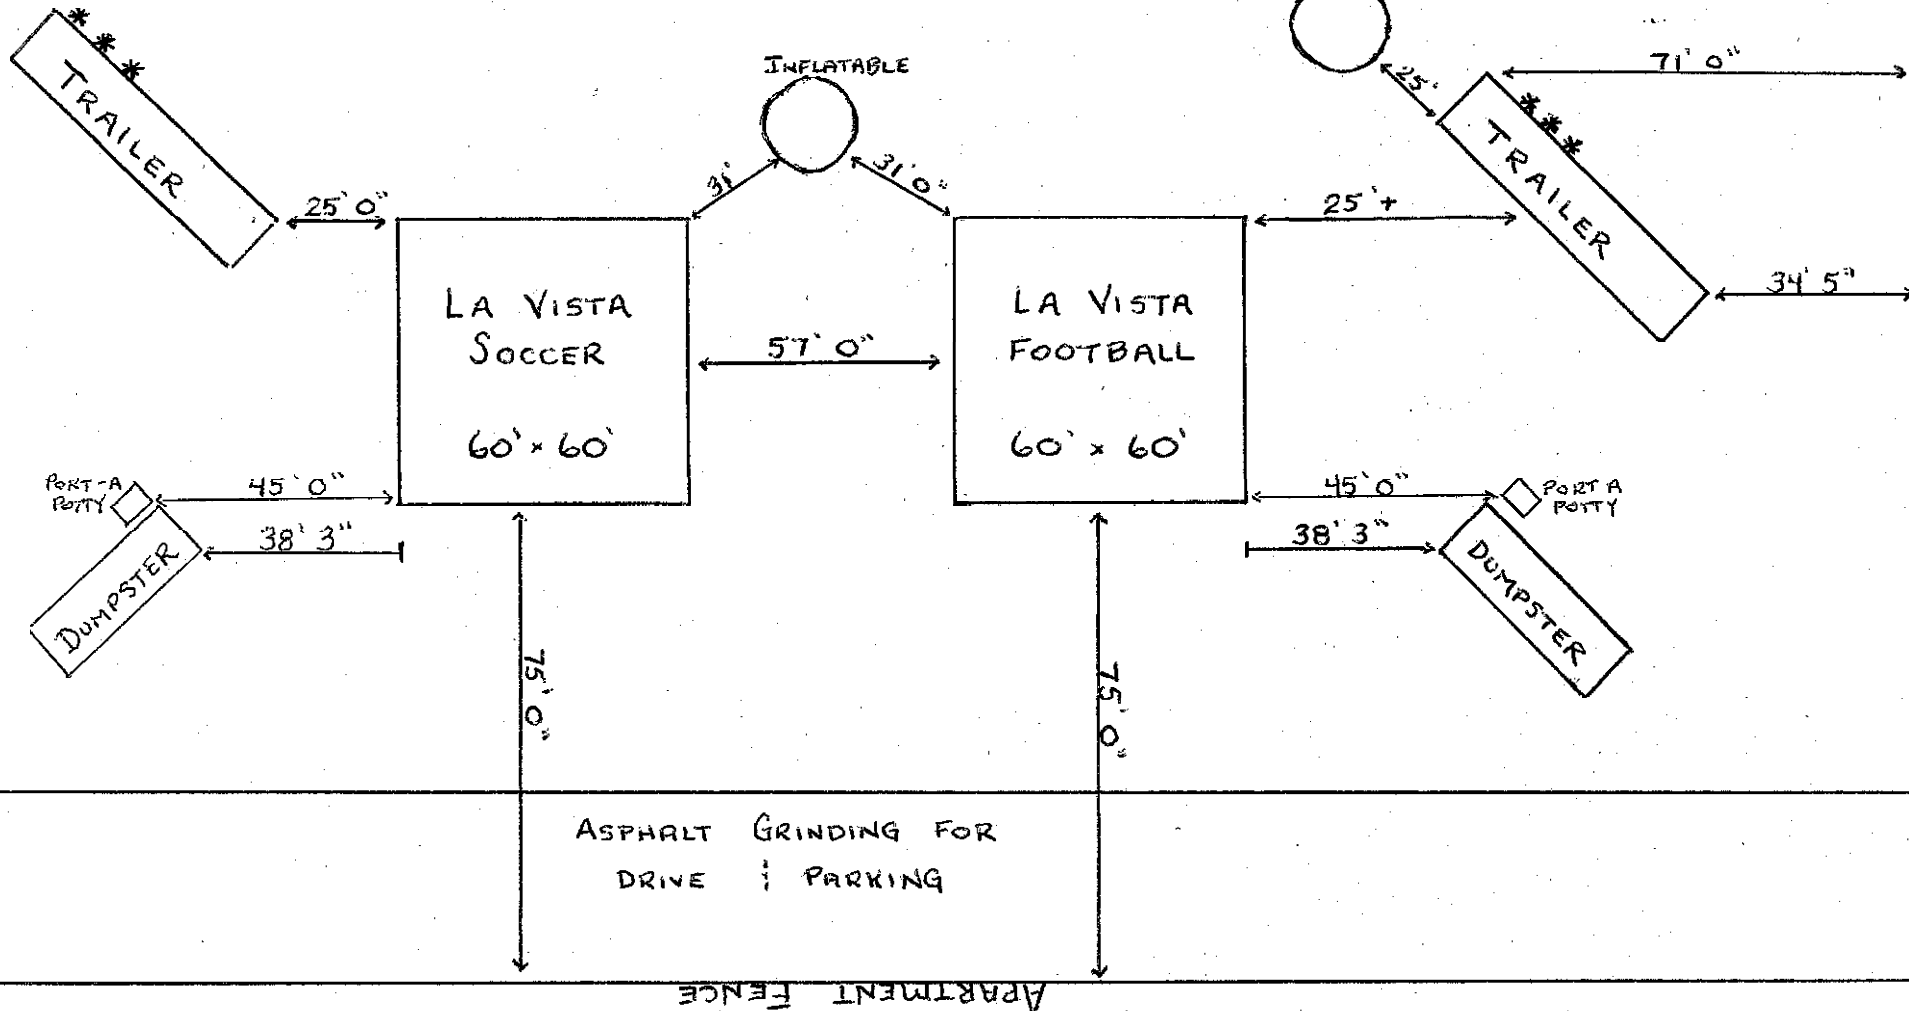 ***
TRAILER
INFLATABLE
25'
71' 0"
***
TRAILER
25' 0"
31'
31' 0"
25' +
34' 5"
LA VISTA
SOCCER
60' × 60'
57' 0"
LA VISTA
FOOTBALL
60' × 60'
PORT-A
POTTY
45' 0"
38' 3"
DUMPSTER
45' 0"
38' 3"
PORT A
POTTY
DUMPSTER
75' 0"
75' 0"
ASPHALT GRINDING FOR
DRIVE & PARKING
APARTMENT FENCE